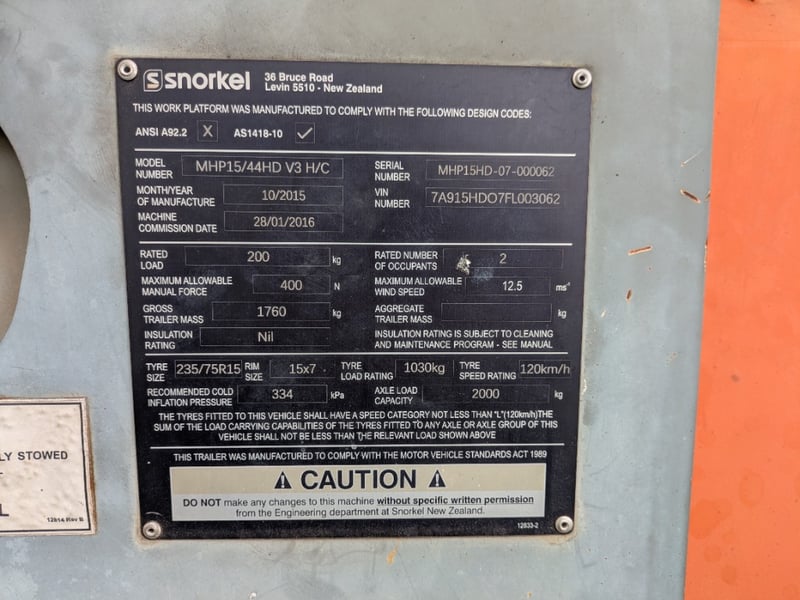 snorkel
36 Bruce Road
Levin 5510 - New Zealand
THIS WORK PLATFORM WAS MANUFACTURED TO COMPLY WITH THE FOLLOWING DESIGN CODES:
ANSI A92.2 X AS1418-10 ✓
MODEL NUMBER MHP15/44HD V3 H/C
SERIAL NUMBER MHP15HD-07-000062
MONTH/YEAR OF MANUFACTURE 10/2015
VIN NUMBER 7A915HDO7FL003062
MACHINE COMMISSION DATE 28/01/2016
RATED LOAD 200 kg
RATED NUMBER OF OCCUPANTS 2
MAXIMUM ALLOWABLE MANUAL FORCE 400 N
MAXIMUM ALLOWABLE WIND SPEED 12.5 ms⁻¹
GROSS TRAILER MASS 1760 kg
AGGREGATE TRAILER MASS kg
INSULATION RATING Nil
INSULATION RATING IS SUBJECT TO CLEANING
AND MAINTENANCE PROGRAM - SEE MANUAL
TYRE SIZE 235/75R15 RIM SIZE 15x7 TYRE LOAD RATING 1030kg TYRE SPEED RATING 120km/h
RECOMMENDED COLD INFLATION PRESSURE 334 kPa AXLE LOAD CAPACITY 2000 kg
THE TYRES FITTED TO THIS VEHICLE SHALL HAVE A SPEED CATEGORY NOT LESS THAN "L"(120km/h)THE
SUM OF THE LOAD CARRYING CAPABILITIES OF THE TYRES FITTED TO ANY AXLE OR AXLE GROUP OF THIS
VEHICLE SHALL NOT BE LESS THAN THE RELEVANT LOAD SHOWN ABOVE
THIS TRAILER WAS MANUFACTURED TO COMPLY WITH THE MOTOR VEHICLE STANDARDS ACT 1989
CAUTION
DO NOT make any changes to this machine without specific written permission
from the Engineering department at Snorkel New Zealand.
12833-2
LY STOWED
L
12814 Rev B